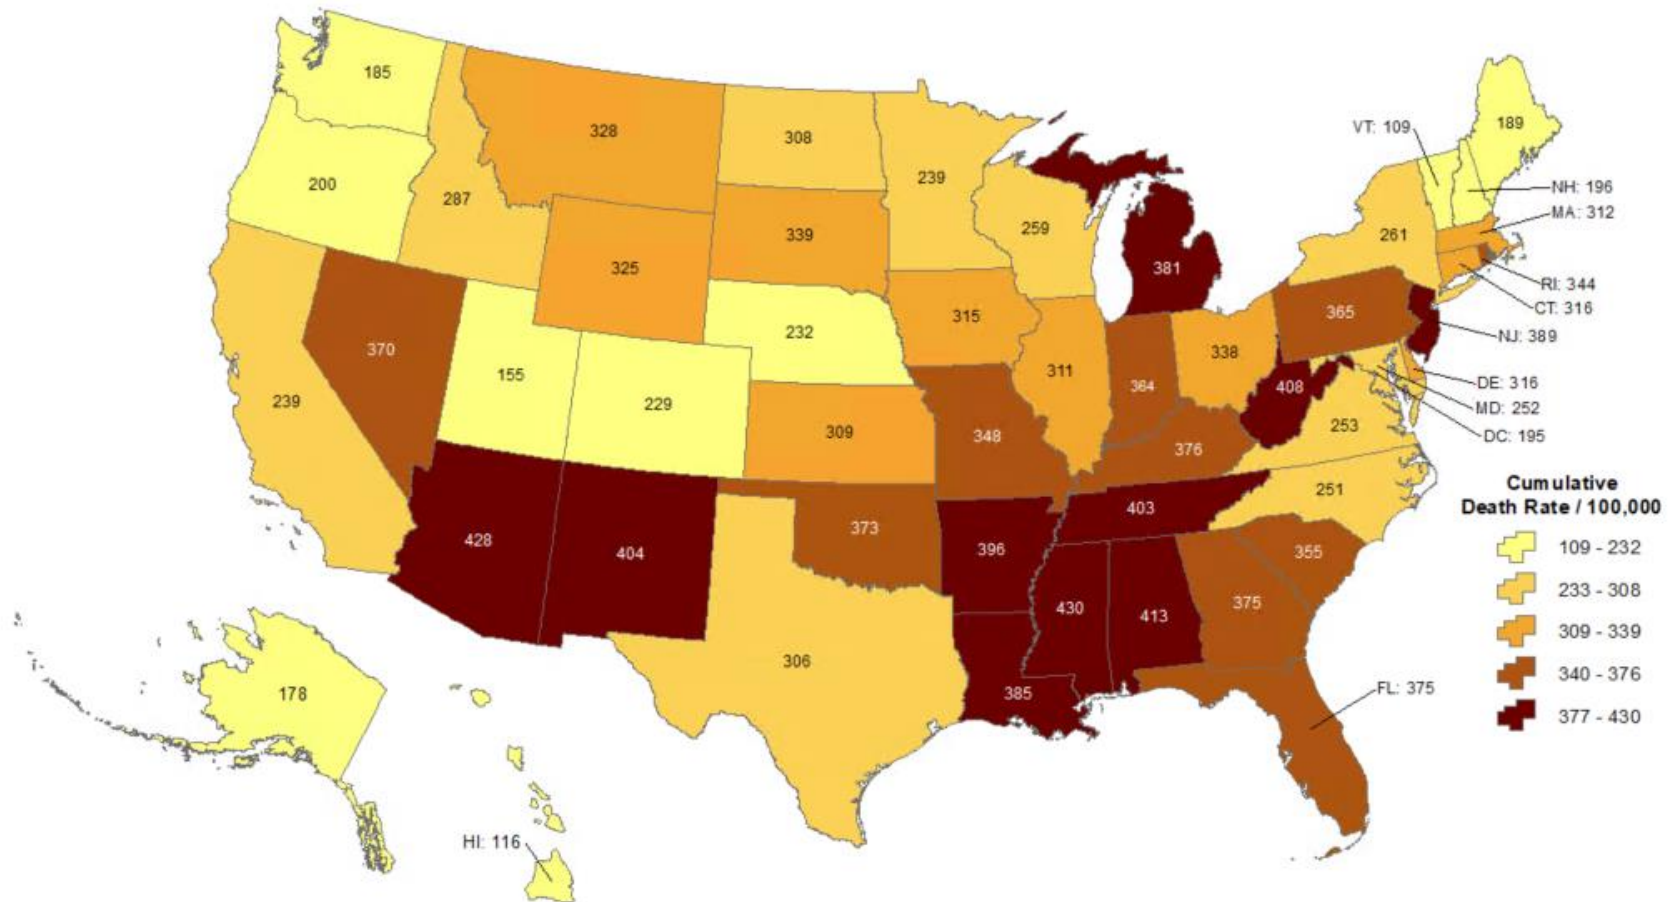 185
328
308
239
VT: 109
189
200
287
NH: 196
MA: 312
339
259
261
325
381
RI: 344
CT: 316
315
365
232
NJ: 389
370
338
155
311
364
408
DE: 316
239
229
MD: 252
309
348
376
253
DC: 195
251
Cumulative
Death Rate / 100,000
403
373
109 - 232
428
404
396
355
233 - 308
430
413
375
309 - 339
306
340 - 376
178
385
FL: 375
377 - 430
HI: 116